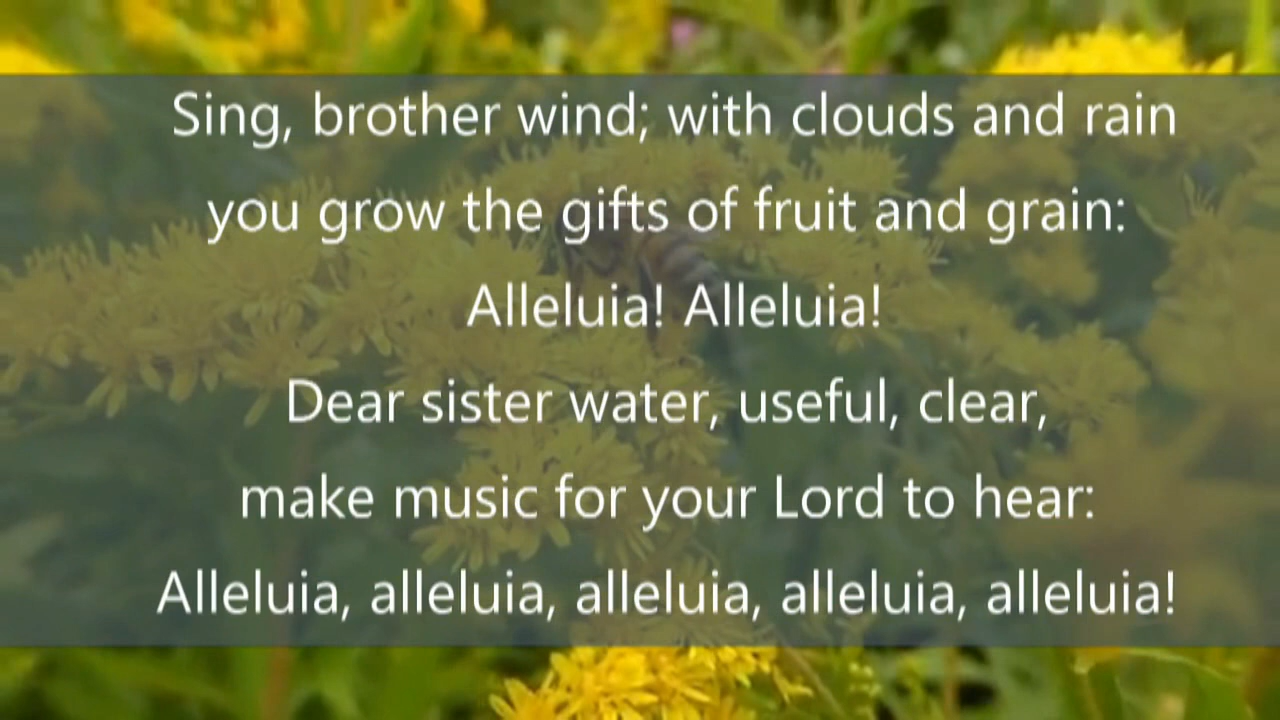 Sing, brother wind; with clouds and rain
you grow the gifts of fruit and grain:
Alleluia! Alleluia!
Dear sister water, useful, clear,
make music for your Lord to hear:
Alleluia, alleluia, alleluia, alleluia, alleluia!